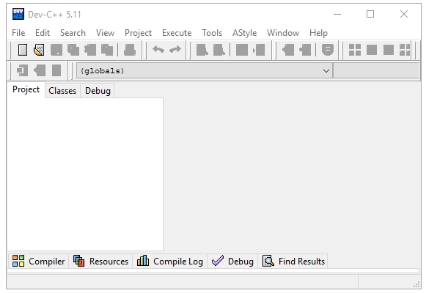 Dev-C++ 5.11
File Edit Search View Project Execute Tools AStyle Window Help
(globals)
Project Classes Debug
Compiler Resources Compile Log Debug Find Results